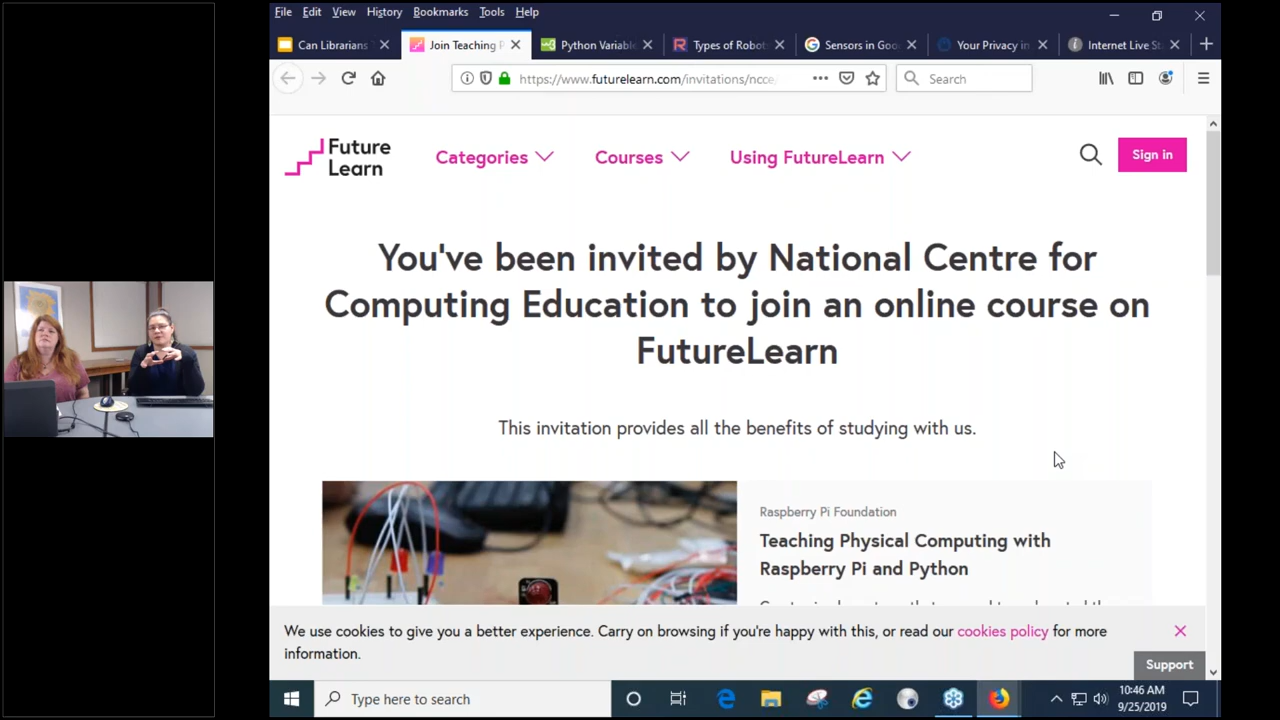 File Edit View History Bookmarks Tools Help
Can Librarians
Join Teaching
Python Variabl
Types of Robot
Sensors in Goo
Your Privacy in
Internet Live St
https://www.futurelearn.com/invitations/ncce
Search
Future
Learn
Categories
Courses
Using FutureLearn
Sign in
You've been invited by National Centre for
Computing Education to join an online course on
FutureLearn
This invitation provides all the benefits of studying with us.
Raspberry Pi Foundation
Teaching Physical Computing with
Raspberry Pi and Python
We use cookies to give you a better experience. Carry on browsing if you're happy with this, or read our cookies policy for more
information.
Support
Type here to search
10:46 AM
9/25/2019